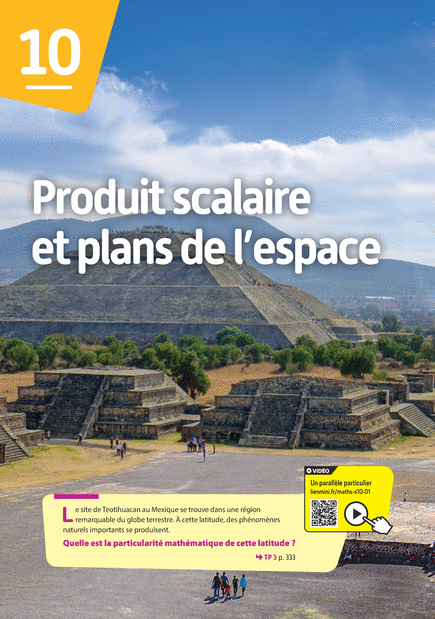 10
Produit scalaire
et plans de l'espace
VIDÉO
Un parallèle particulier
lienmini.fr/maths-s10-01
Le site de Teotihuacan au Mexique se trouve dans une région
remarquable du globe terrestre. À cette latitude, des phénomènes
naturels importants se produisent.
Quelle est la particularité mathématique de cette latitude ?
TP 3 p. 333